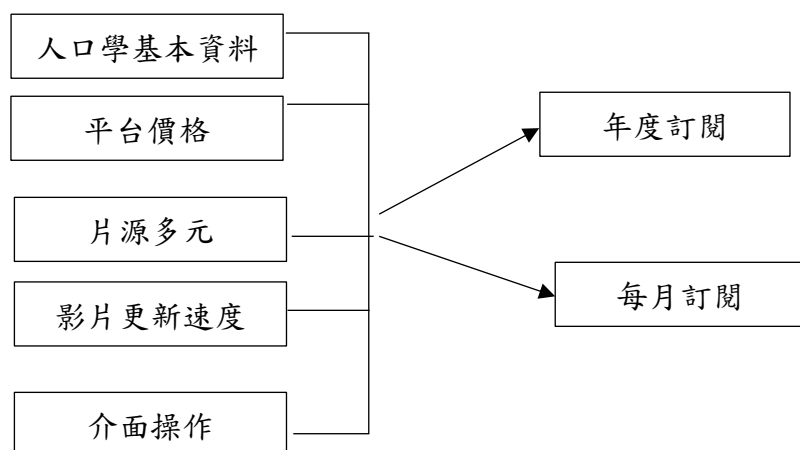 人口學基本資料
平台價格
片源多元
影片更新速度
介面操作
年度訂閱
每月訂閱